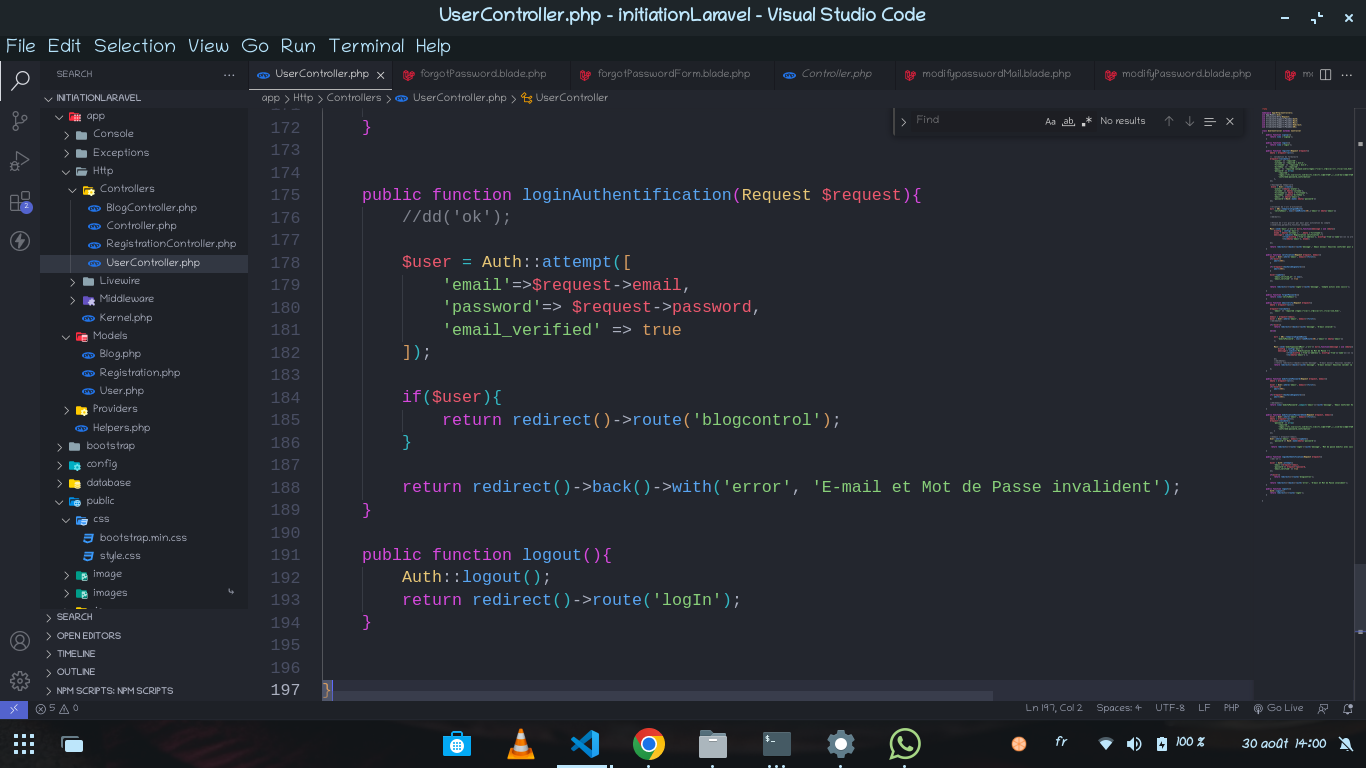 UserController.php - initiationLaravel - Visual Studio Code
File Edit Selection View Go Run Terminal Help
SEARCH
UserController.php
forgotPassword.blade.php
forgotPasswordForm.blade.php
Controller.php
modifypasswordMail.blade.php
modifyPassword.blade.php
INITIATIONLARAVEL
app > Http > Controllers > UserController.php > UserController
app
Console
Exceptions
Http
Controllers
BlogController.php
Controller.php
RegistrationController.php
UserController.php
Livewire
Middleware
Kernel.php
Models
Blog.php
Registration.php
User.php
Providers
Helpers.php
bootstrap
config
database
public
css
bootstrap.min.css
style.css
image
images
SEARCH
OPEN EDITORS
TIMELINE
OUTLINE
NPM SCRIPTS: NPM SCRIPTS
2
Find
Aa ab .* No results
172 }
173
174
175 public function loginAuthentification(Request $request){
176 //dd('ok');
177
178 $user = Auth::attempt([
179 'email'=>$request->email,
180 'password'=> $request->password,
181 'email_verified' => true
182 ]);
183
184 if($user){
185 return redirect()->route('blogcontrol');
186 }
187
188 return redirect()->back()->with('error', 'E-mail et Mot de Passe invalident');
189 }
190
191 public function logout(){
192 Auth::logout();
193 return redirect()->route('logIn');
194 }
195
196
197 }
5 0
Ln 197, Col 2 Spaces: 4 UTF-8 LF PHP Go Live
fr
100 %
30 août 14:00